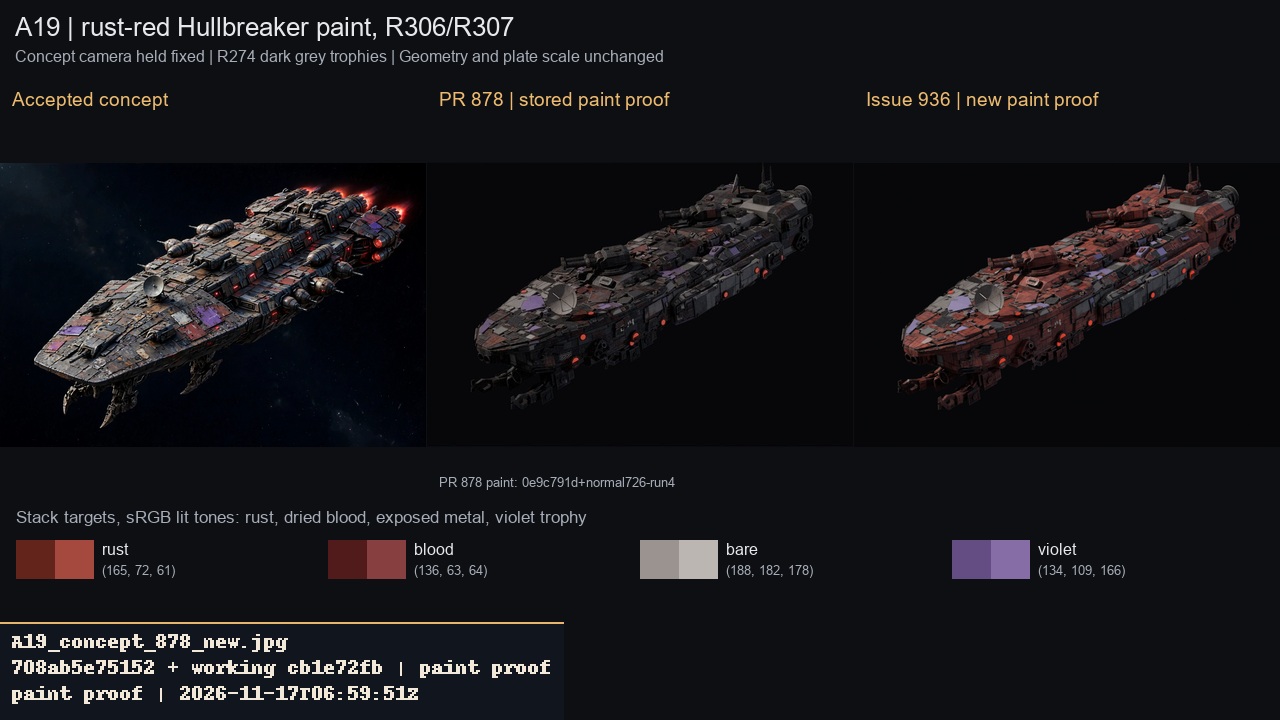 A19 | rust-red Hullbreaker paint, R306/R307
Concept camera held fixed | R274 dark grey trophies | Geometry and plate scale unchanged
Accepted concept
PR 878 | stored paint proof
Issue 936 | new paint proof
PR 878 paint: 0e9c791d+normal726-run4
Stack targets, sRGB lit tones: rust, dried blood, exposed metal, violet trophy
rust
(165, 72, 61)
blood
(136, 63, 64)
bare
(188, 182, 178)
violet
(134, 109, 166)
A19_concept_878_new.jpg
708ab5e75152 + working cb1e72fb | paint proof
paint proof | 2026-11-17T06:59:51Z